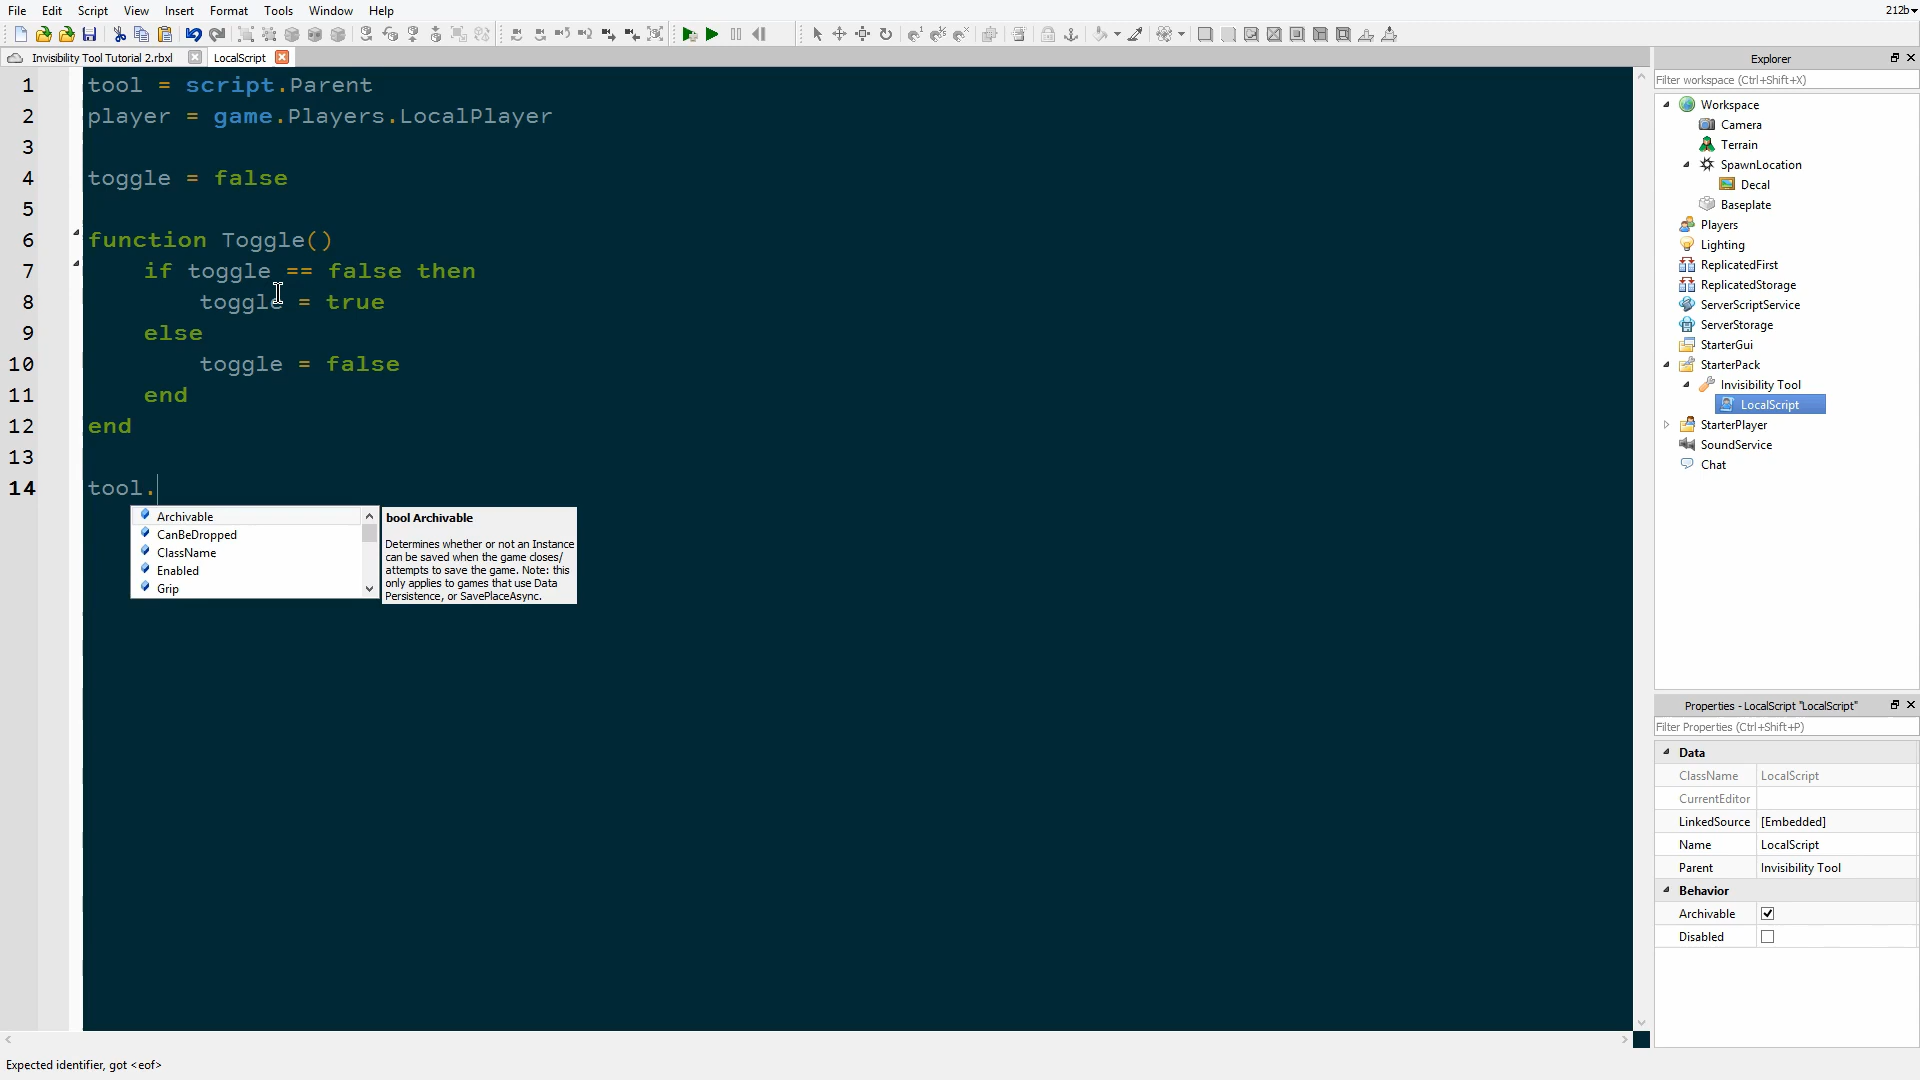 File Edit Script View Insert Format Tools Window Help 212b
Invisibility Tool Tutorial 2.rbxl LocalScript
1 tool = script.Parent
2 player = game.Players.LocalPlayer
3
4 toggle = false
5
6 function Toggle()
7 if toggle == false then
8 toggle = true
9 else
10 toggle = false
11 end
12 end
13
14 tool.
Archivable
CanBeDropped
ClassName
Enabled
Grip
bool Archivable
Determines whether or not an Instance
can be saved when the game closes/
attempts to save the game. Note: this
only applies to games that use Data
Persistence, or SavePlaceAsync.
Expected identifier, got <eof>
Explorer
Filter workspace (Ctrl+Shift+X)
Workspace
Camera
Terrain
SpawnLocation
Decal
Baseplate
Players
Lighting
ReplicatedFirst
ReplicatedStorage
ServerScriptService
ServerStorage
StarterGui
StarterPack
Invisibility Tool
LocalScript
StarterPlayer
SoundService
Chat
Properties - LocalScript "LocalScript"
Filter Properties (Ctrl+Shift+P)
Data
ClassName LocalScript
CurrentEditor
LinkedSource [Embedded]
Name LocalScript
Parent Invisibility Tool
Behavior
Archivable
Disabled